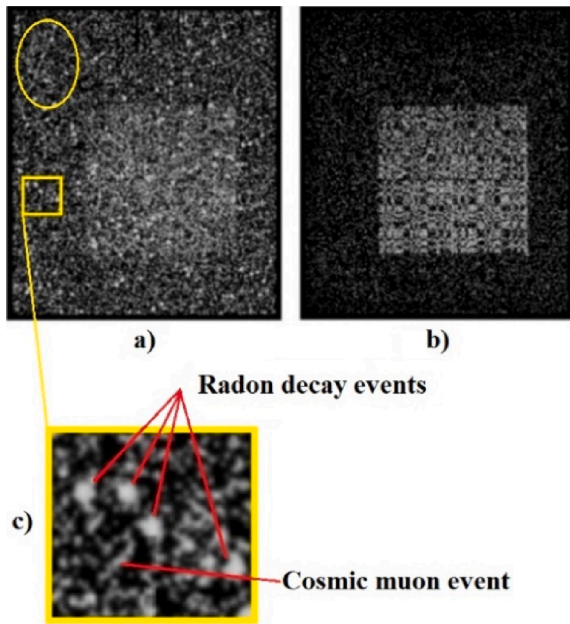 a)
b)
Radon decay events
c)
Cosmic muon event